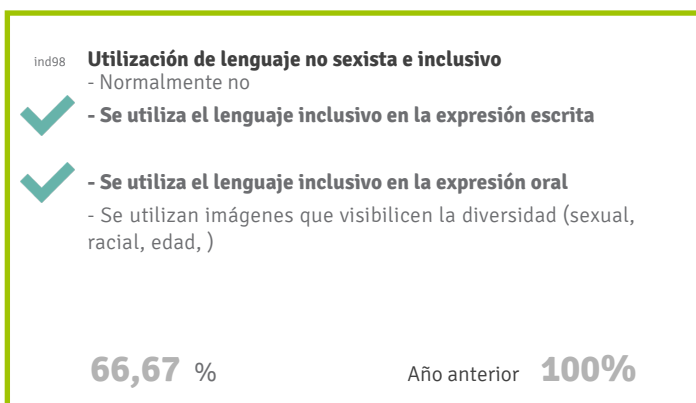 ind98 Utilización de lenguaje no sexista e inclusivo
- Normalmente no
- Se utiliza el lenguaje inclusivo en la expresión escrita
- Se utiliza el lenguaje inclusivo en la expresión oral
- Se utilizan imágenes que visibilicen la diversidad (sexual,
racial, edad, )
66,67 % Año anterior 100%